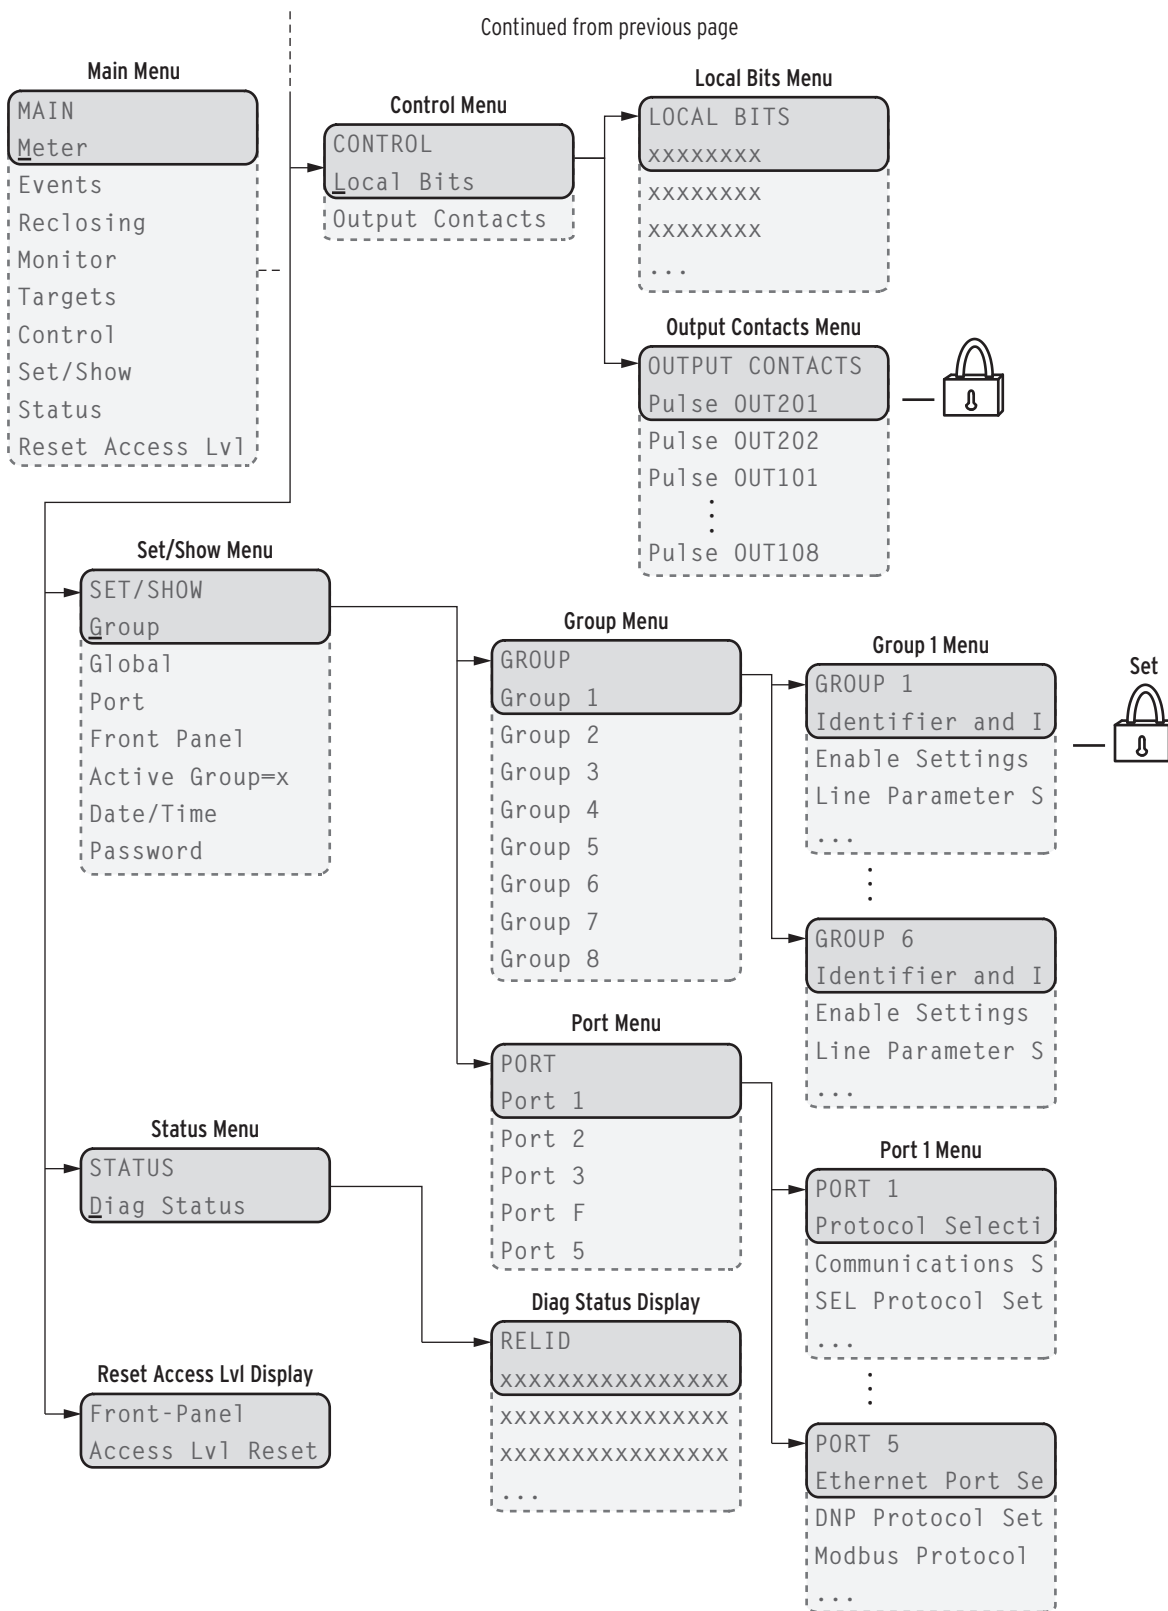 Continued from previous page
Main Menu
MAIN
Meter
Events
Reclosing
Monitor
Targets
Control
Set/Show
Status
Reset Access Lvl
Control Menu
CONTROL
Local Bits
Output Contacts
Local Bits Menu
LOCAL BITS
xxxxxxxx
xxxxxxxx
xxxxxxxx
...
Output Contacts Menu
OUTPUT CONTACTS
Pulse OUT201
Pulse OUT202
Pulse OUT101
Pulse OUT108
Set/Show Menu
SET/SHOW
Group
Global
Port
Front Panel
Active Group=x
Date/Time
Password
Group Menu
GROUP
Group 1
Group 2
Group 3
Group 4
Group 5
Group 6
Group 7
Group 8
Group 1 Menu
GROUP 1
Identifier and I
Enable Settings
Line Parameter S
...
Set
GROUP 6
Identifier and I
Enable Settings
Line Parameter S
...
Port Menu
PORT
Port 1
Port 2
Port 3
Port F
Port 5
Port 1 Menu
PORT 1
Protocol Selecti
Communications S
SEL Protocol Set
...
PORT 5
Ethernet Port Se
DNP Protocol Set
Modbus Protocol
...
Status Menu
STATUS
Diag Status
Diag Status Display
RELID
xxxxxxxxxxxxxxxx
xxxxxxxxxxxxxxxx
xxxxxxxxxxxxxxxx
...
Reset Access Lvl Display
Front-Panel
Access Lvl Reset